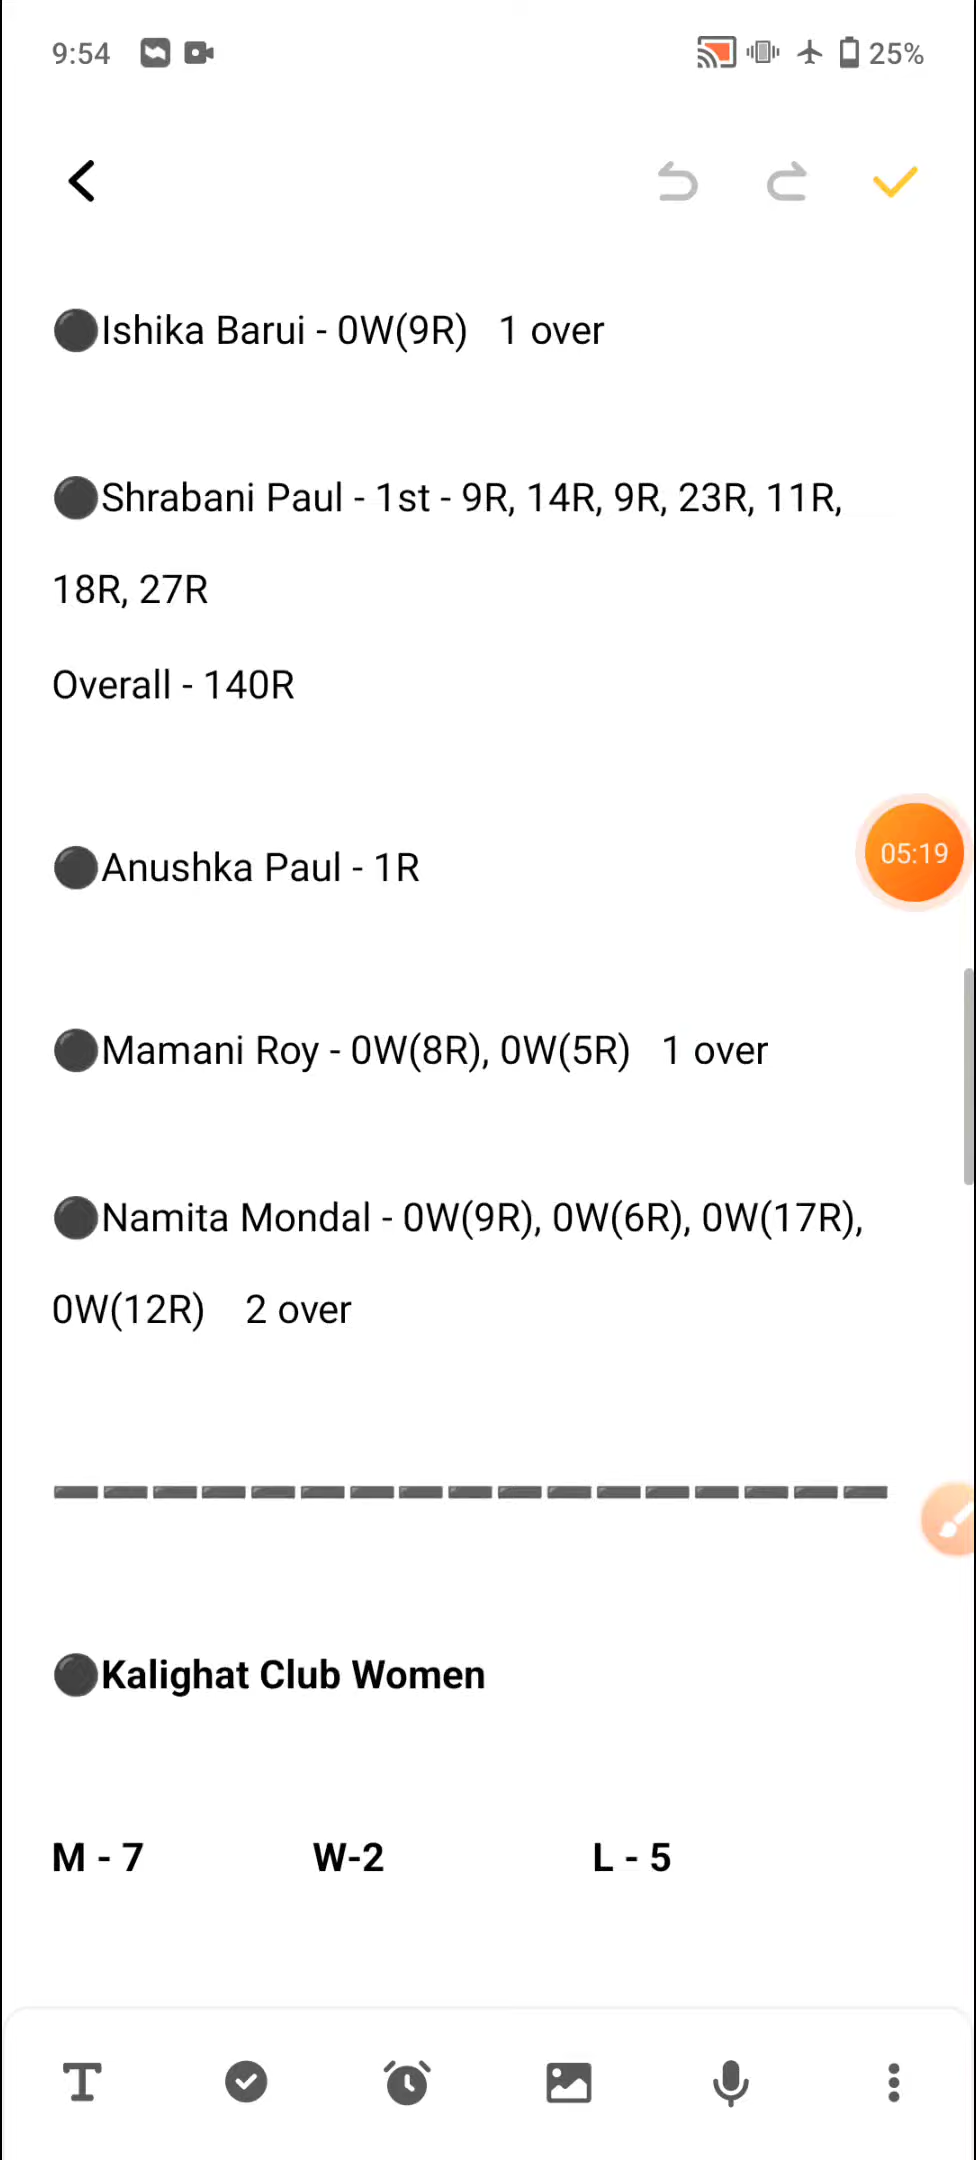 9:54
25%
●Ishika Barui - 0W(9R)   1 over
●Shrabani Paul - 1st - 9R, 14R, 9R, 23R, 11R,
18R, 27R
Overall - 140R
05:19
●Anushka Paul - 1R
●Mamani Roy - 0W(8R), 0W(5R)   1 over
●Namita Mondal - 0W(9R), 0W(6R), 0W(17R),
0W(12R)    2 over
●Kalighat Club Women
M - 7    W-2    L - 5